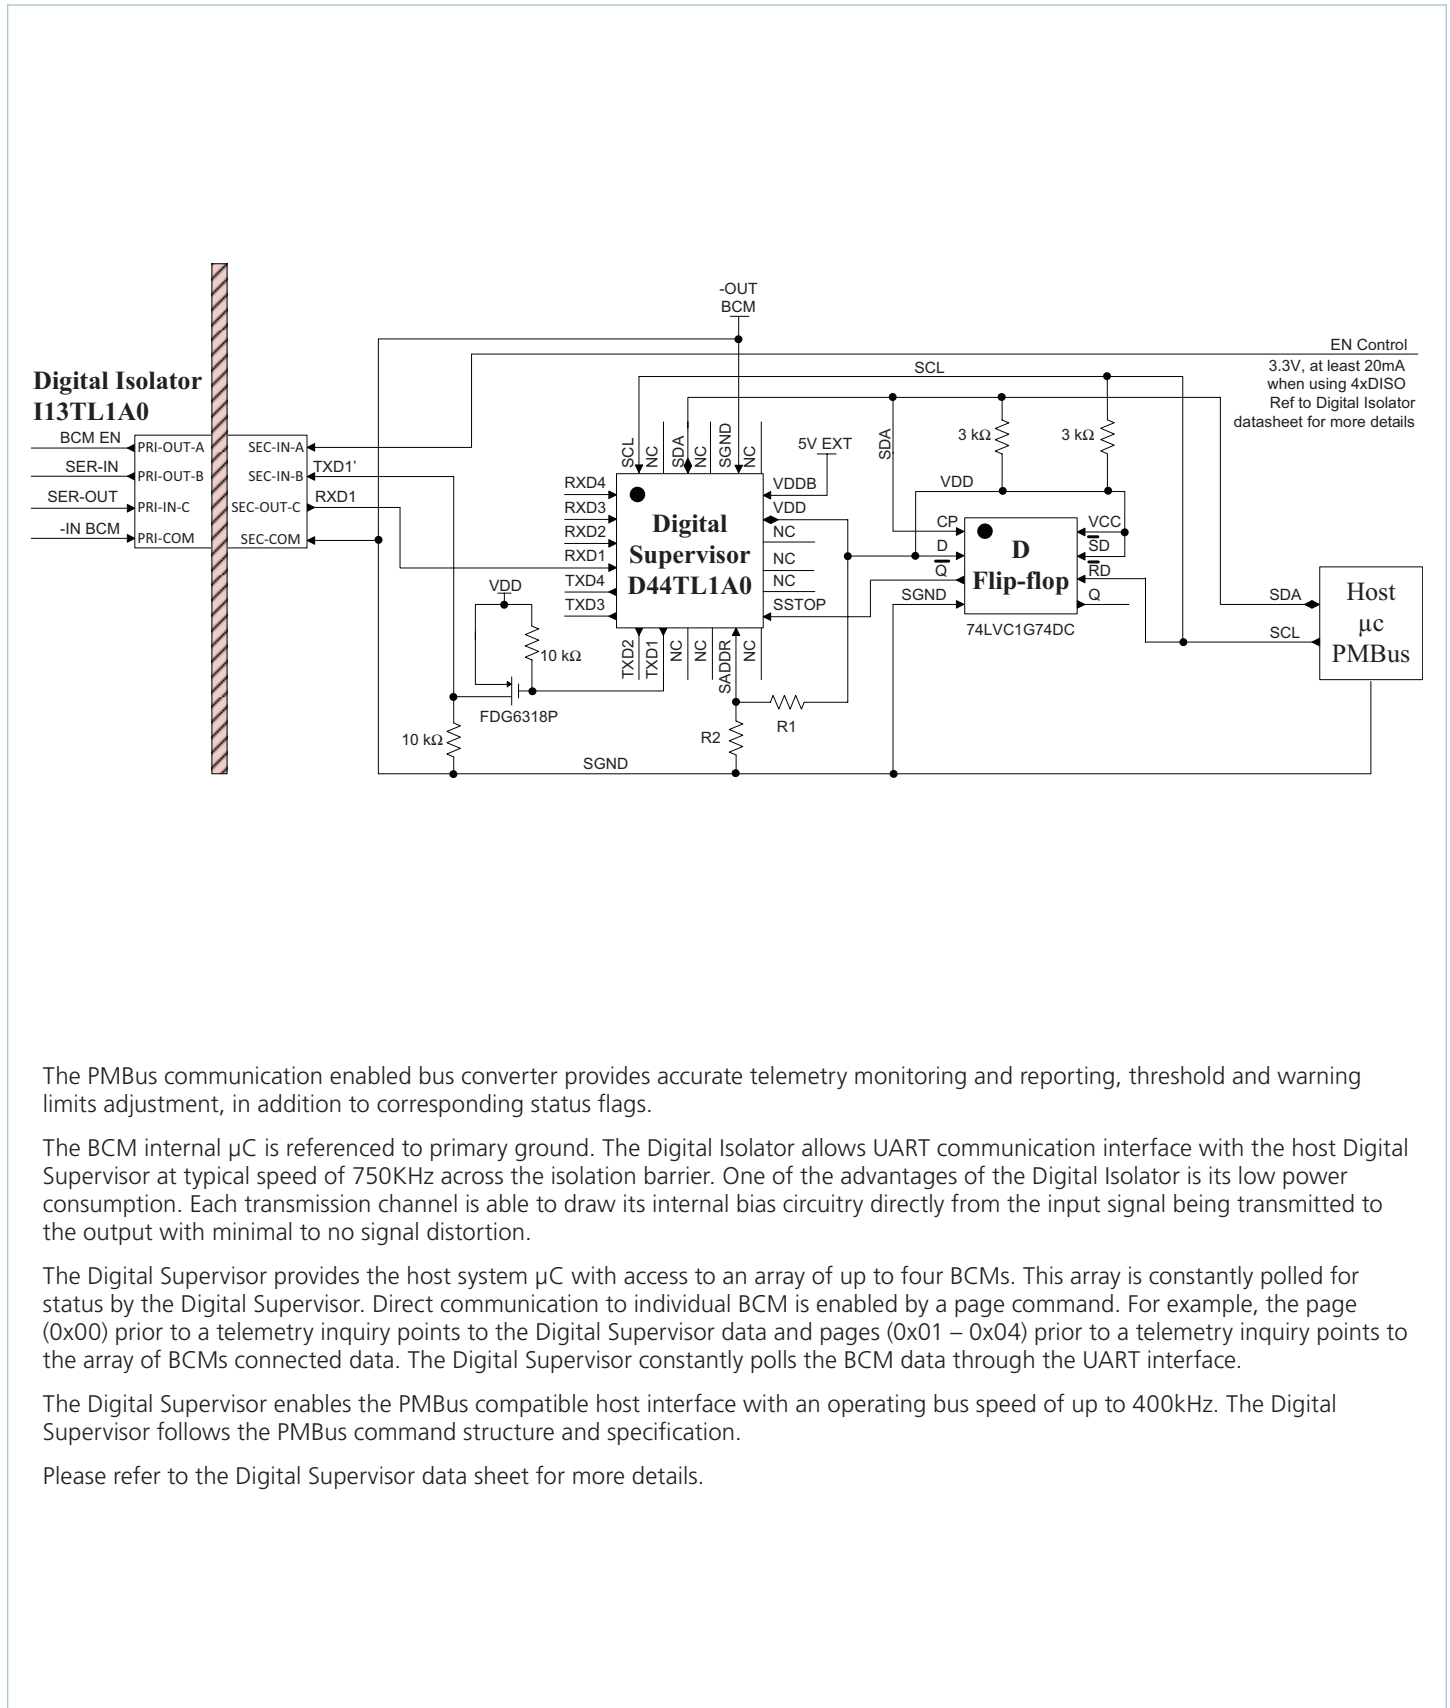 -OUT
BCM
EN Control
3.3V, at least 20mA
when using 4xDISO
Ref to Digital Isolator
datasheet for more details
SCL
Digital Isolator
I13TL1A0
BCM EN
SER-IN
SER-OUT
-IN BCM
PRI-OUT-A
PRI-OUT-B
PRI-IN-C
PRI-COM
SEC-IN-A
SEC-IN-B
SEC-OUT-C
SEC-COM
TXD1'
RXD1
SCL
NC
SDA
NC
SGND
NC
RXD4
RXD3
RXD2
RXD1
TXD4
TXD3
Digital
Supervisor
D44TL1A0
5V EXT
VDDB
VDD
NC
NC
NC
SSTOP
TXD2
TXD1
NC
NC
SADDR
NC
VDD
10 kΩ
FDG6318P
10 kΩ
R1
R2
SGND
SDA
3 kΩ
3 kΩ
VDD
CP
D
Q
SGND
VCC
SD
RD
Q
D
Flip-flop
74LVC1G74DC
SDA
SCL
Host
µc
PMBus
The PMBus communication enabled bus converter provides accurate telemetry monitoring and reporting, threshold and warning
limits adjustment, in addition to corresponding status flags.
The BCM internal µC is referenced to primary ground. The Digital Isolator allows UART communication interface with the host Digital
Supervisor at typical speed of 750KHz across the isolation barrier. One of the advantages of the Digital Isolator is its low power
consumption. Each transmission channel is able to draw its internal bias circuitry directly from the input signal being transmitted to
the output with minimal to no signal distortion.
The Digital Supervisor provides the host system µC with access to an array of up to four BCMs. This array is constantly polled for
status by the Digital Supervisor. Direct communication to individual BCM is enabled by a page command. For example, the page
(0x00) prior to a telemetry inquiry points to the Digital Supervisor data and pages (0x01 – 0x04) prior to a telemetry inquiry points to
the array of BCMs connected data. The Digital Supervisor constantly polls the BCM data through the UART interface.
The Digital Supervisor enables the PMBus compatible host interface with an operating bus speed of up to 400kHz. The Digital
Supervisor follows the PMBus command structure and specification.
Please refer to the Digital Supervisor data sheet for more details.